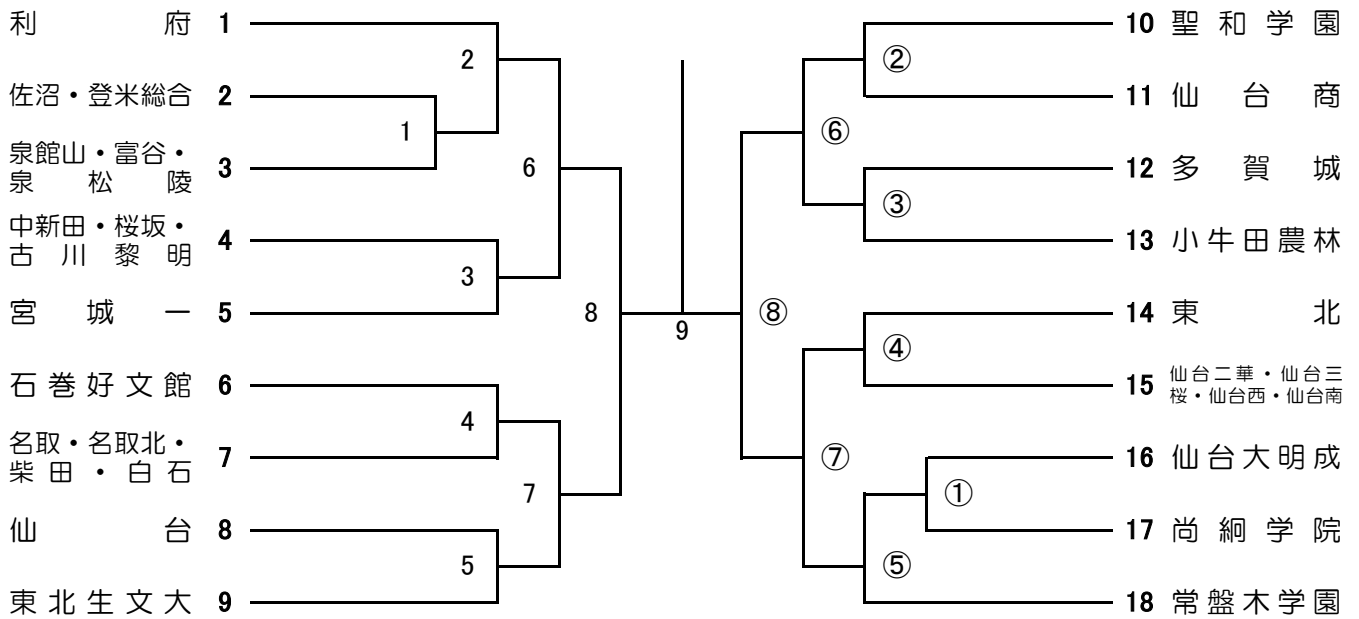 利府 1
佐沼・登米総合 2
泉館山・富谷・
泉松陵 3
中新田・桜坂・
古川黎明 4
宮城一 5
石巻好文館 6
名取・名取北・
柴田・白石 7
仙台 8
東北生文大 9
2
1
6
3
8
4
7
5
9
②
⑥
③
⑧
④
⑦
①
⑤
10 聖和学園
11 仙台商
12 多賀城
13 小牛田農林
14 東北
15 仙台二華・仙台三
桜・仙台西・仙台南
16 仙台大明成
17 尚絅学院
18 常盤木学園